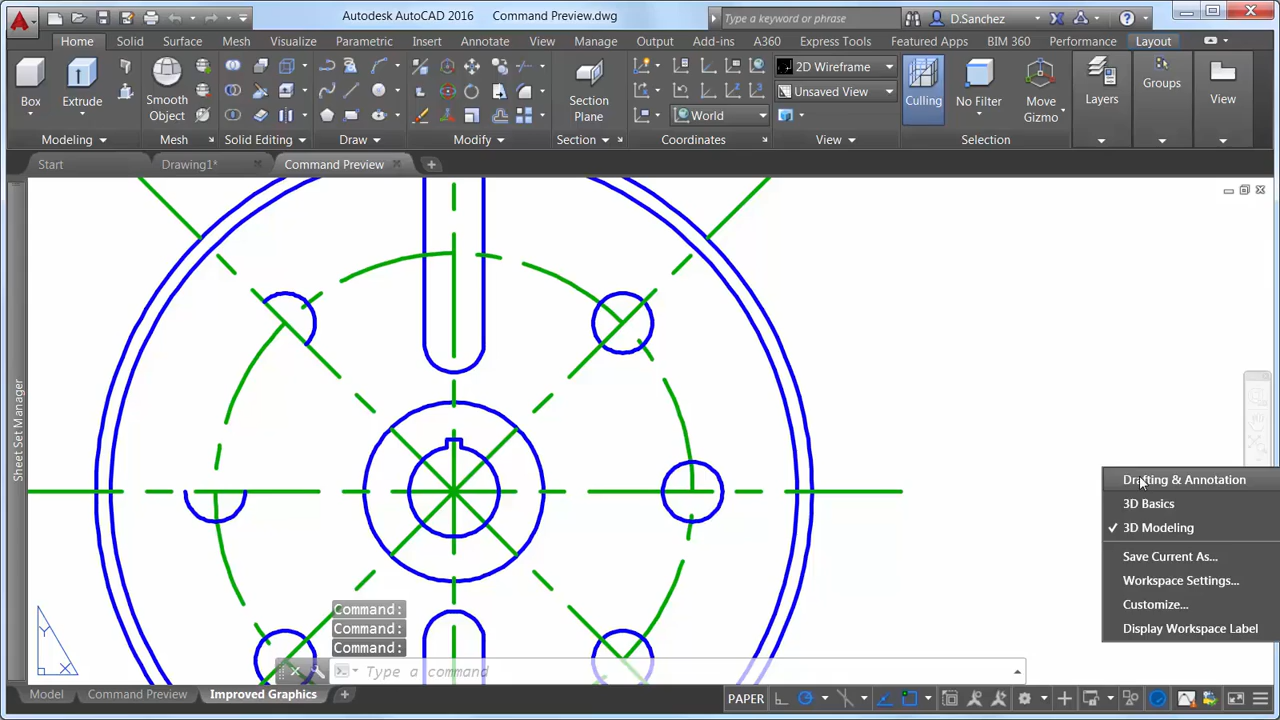 Autodesk AutoCAD 2016 Command Preview.dwg
Type a keyword or phrase
D.Sanchez
Home Solid Surface Mesh Visualize Parametric Insert Annotate View Manage Output Add-ins A360 Express Tools Featured Apps BIM 360 Performance Layout
Box
Extrude
Smooth
Object
Section
Plane
World
2D Wireframe
Unsaved View
Culling
No Filter
Move
Gizmo
Layers
Groups
View
Modeling Mesh Solid Editing Draw Modify Section Coordinates View Selection
Start Drawing1* Command Preview
Sheet Set Manager
Drafting & Annotation
3D Basics
3D Modeling
Save Current As...
Workspace Settings...
Customize...
Display Workspace Label
Command:
Command:
Command:
Y
X
Type a command
Model Command Preview Improved Graphics
PAPER